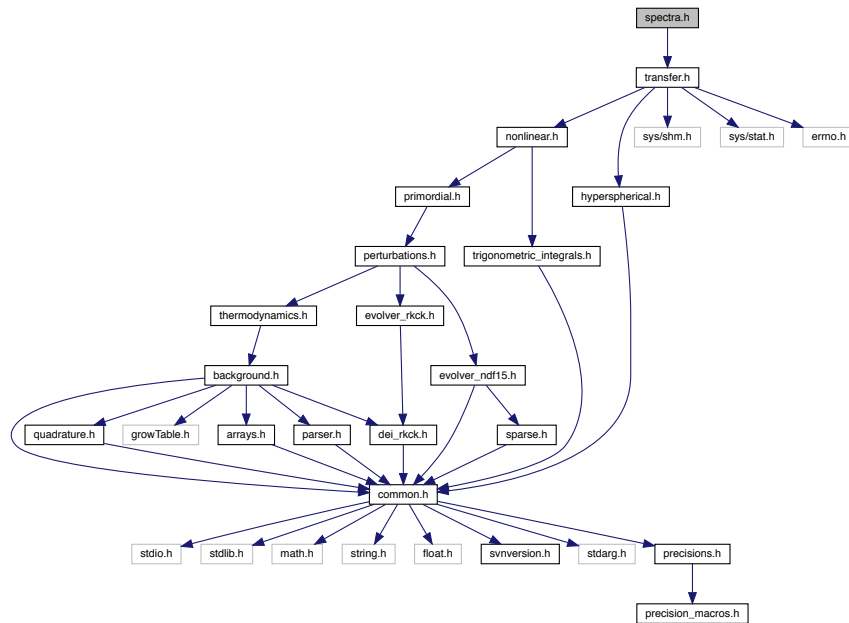 spectra.h
transfer.h
nonlinear.h
sys/shm.h
sys/stat.h
errno.h
primordial.h
hyperspherical.h
perturbations.h
trigonometric_integrals.h
thermodynamics.h
evolver_rkck.h
background.h
evolver_ndf15.h
quadrature.h
growTable.h
arrays.h
parser.h
dei_rkck.h
sparse.h
common.h
stdio.h
stdlib.h
math.h
string.h
float.h
svnversion.h
stdarg.h
precisions.h
precision_macros.h